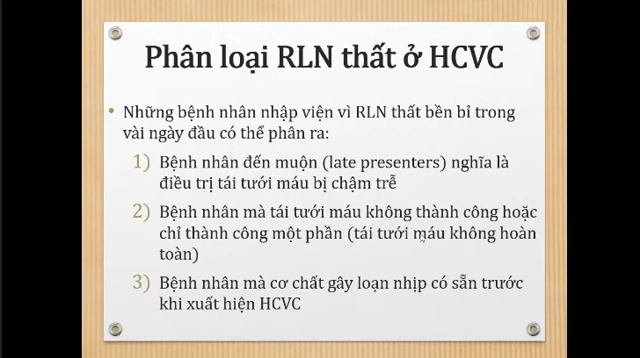 Phân loại RLN thất ở HCVC
• Những bệnh nhân nhập viện vì RLN thất bền bỉ trong
vài ngày đầu có thể phân ra:
1) Bệnh nhân đến muộn (late presenters) nghĩa là
điều trị tái tưới máu bị chậm trễ
2) Bệnh nhân mà tái tưới máu không thành công hoặc
chỉ thành công một phần (tái tưới máu không hoàn
toàn)
3) Bệnh nhân mà cơ chất gây loạn nhịp có sẵn trước
khi xuất hiện HCVC